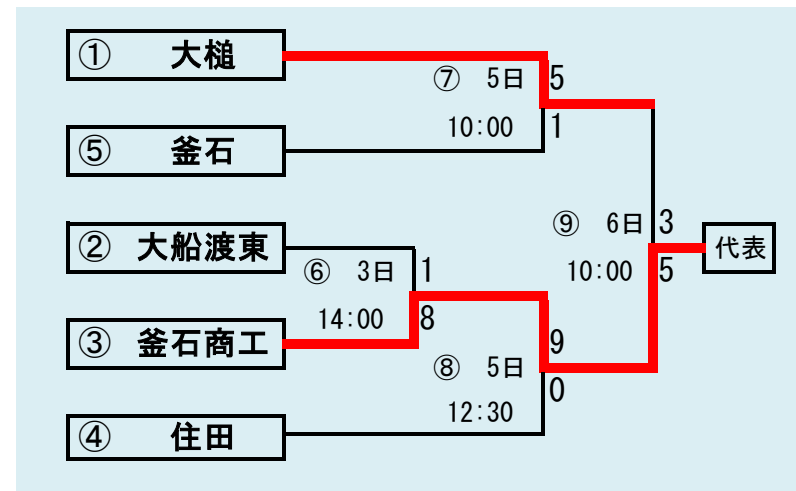 ① 大槌
⑦ 5日 5
10:00 1
⑤ 釜石
⑨ 6日 3
② 大船渡東
代表
⑥ 3日 1
10:00 5
14:00 8
③ 釜石商工
9
⑧ 5日
0
12:30
④ 住田